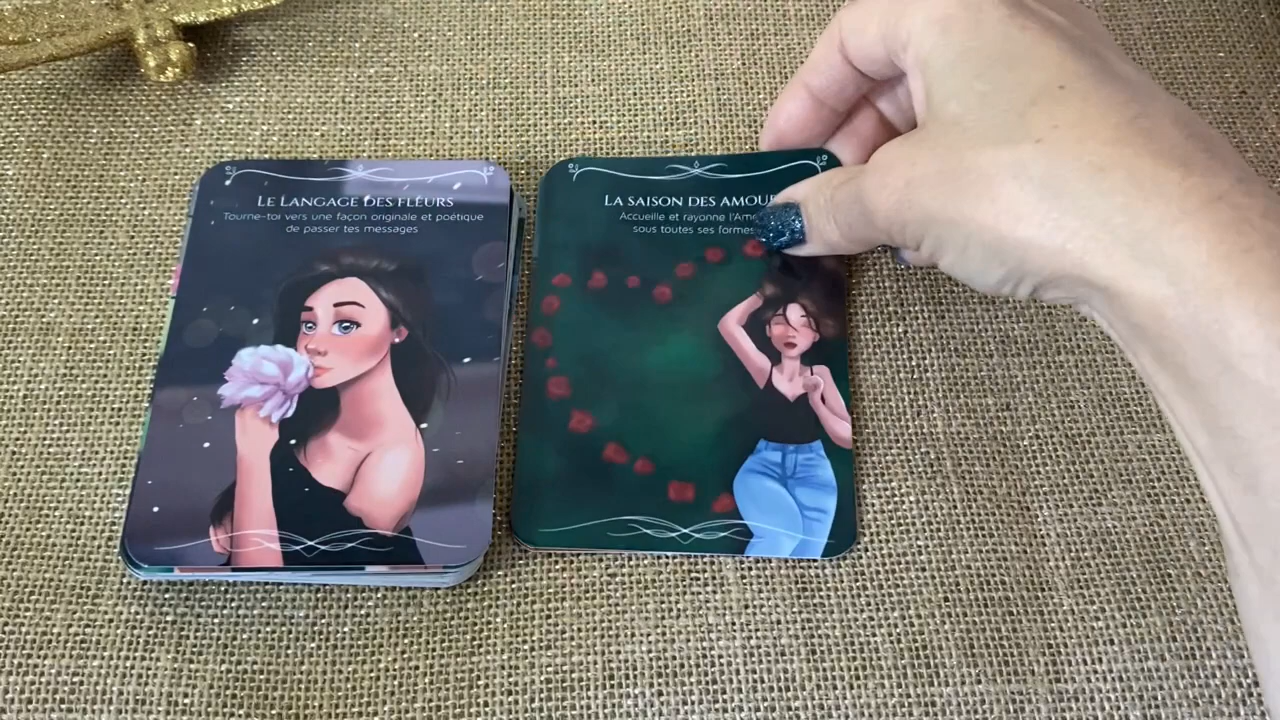 Le Langage des fleurs
Tourne-toi vers une façon originale et poétique
de passer tes messages
La saison des
Accueille et rayonne
sous toutes ses formes